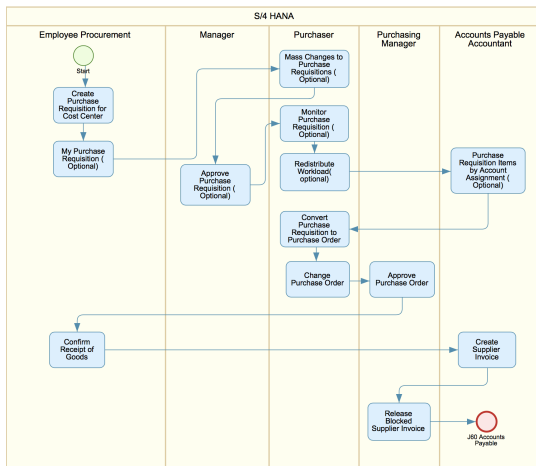 S/4 HANA
Employee Procurement
Manager
Purchaser
Purchasing
Manager
Accounts Payable
Accountant
Start
Mass Changes to
Purchase
Requisitions (
Optional)
Create
Purchase
Requisition for
Cost Center
Monitor
Purchase
Requisition (
Optional)
My Purchase
Requisition (
Optional)
Approve
Purchase
Requisition (
Optional)
Redistribute
Workload(
optional)
Purchase
Requisition Items
by Account
Assignment (
Optional)
Convert
Purchase
Requisition to
Purchase Order
Change
Purchase Order
Approve
Purchase Order
Confirm
Receipt of
Goods
Create
Supplier
Invoice
Release
Blocked
Supplier Invoice
J60 Accounts
Payable